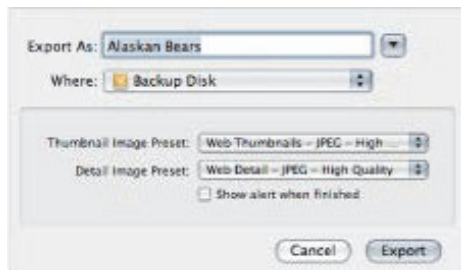 Export As: Alaskan Bears
Where: Backup Disk
Thumbnail Image Preset: Web Thumbnails – JPEG – High ...
Detail Image Preset: Web Detail – JPEG – High Quality
Show alert when finished
Cancel Export